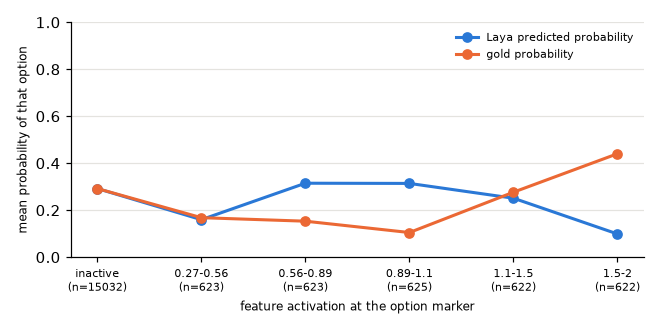 Laya predicted probability
gold probability
mean probability of that option
1.0
0.8
0.6
0.4
0.2
0.0
inactive
(n=15032)
0.27-0.56
(n=623)
0.56-0.89
(n=623)
0.89-1.1
(n=625)
1.1-1.5
(n=622)
1.5-2
(n=622)
feature activation at the option marker